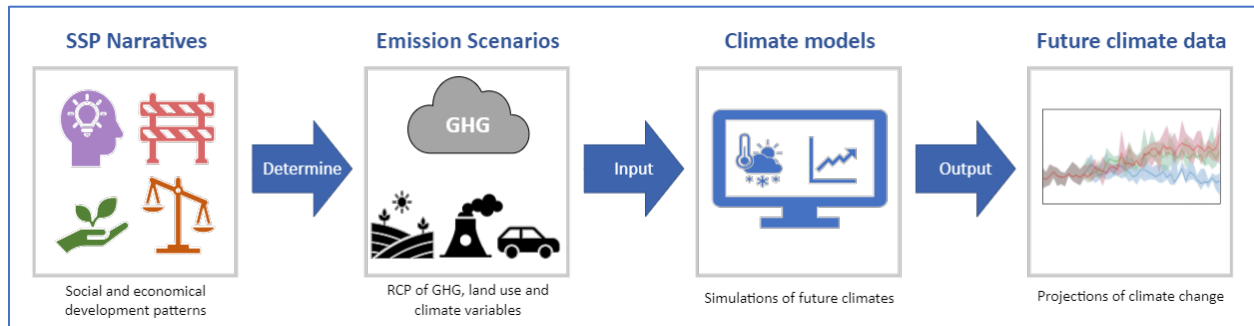 SSP Narratives
Emission Scenarios
Climate models
Future climate data
GHG
Determine
Input
Output
Social and economical
development patterns
RCP of GHG, land use and
climate variables
Simulations of future climates
Projections of climate change